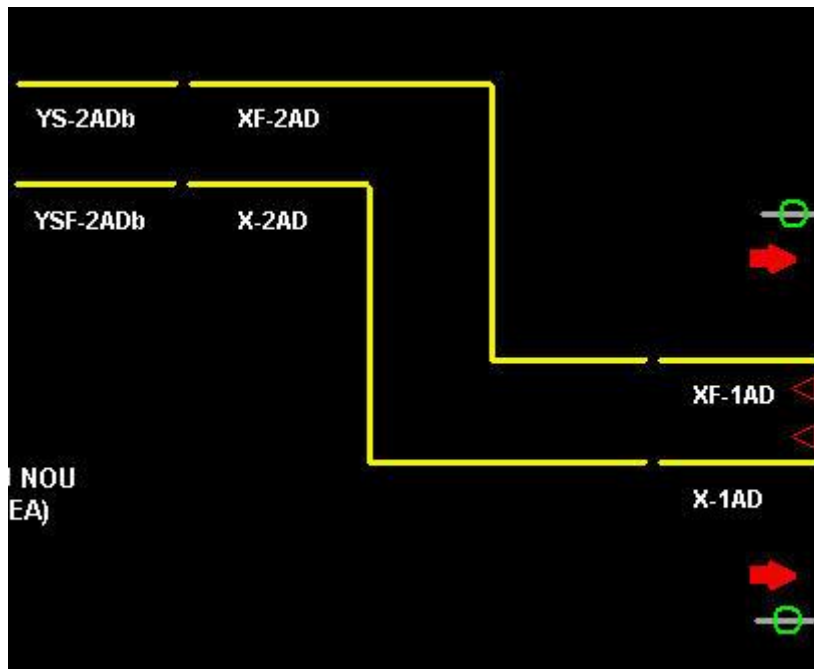 YS-2ADb XF-2AD
YSF-2ADb X-2AD
XF-1AD
NOU
EA)
X-1AD